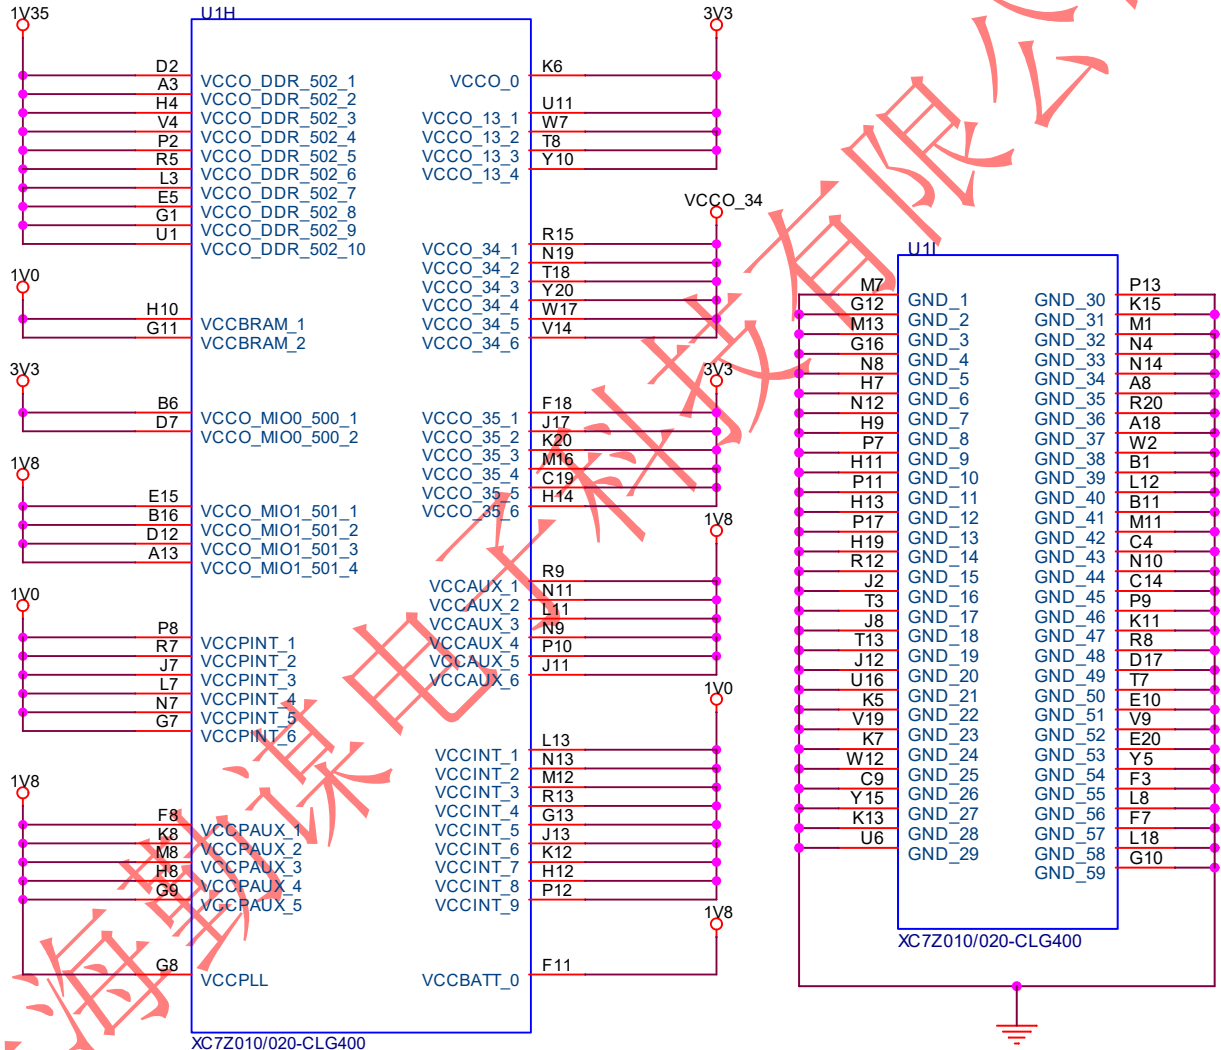 U1H
1V35
D2 VCCO_DDR_502_1
A3 VCCO_DDR_502_2
H4 VCCO_DDR_502_3
V4 VCCO_DDR_502_4
P2 VCCO_DDR_502_5
R5 VCCO_DDR_502_6
L3 VCCO_DDR_502_7
E5 VCCO_DDR_502_8
G1 VCCO_DDR_502_9
U1 VCCO_DDR_502_10
1V0
H10 VCCBRAM_1
G11 VCCBRAM_2
3V3
B6 VCCO_MIO0_500_1
D7 VCCO_MIO0_500_2
1V8
E15 VCCO_MIO1_501_1
B16 VCCO_MIO1_501_2
D12 VCCO_MIO1_501_3
A13 VCCO_MIO1_501_4
1V0
P8 VCCPINT_1
R7 VCCPINT_2
J7 VCCPINT_3
L7 VCCPINT_4
N7 VCCPINT_5
G7 VCCPINT_6
1V8
F8 VCCPAUX_1
K8 VCCPAUX_2
M8 VCCPAUX_3
H8 VCCPAUX_4
G9 VCCPAUX_5
G8 VCCPLL
3V3
VCCO_0 K6
VCCO_13_1 U11
VCCO_13_2 W7
VCCO_13_3 T8
VCCO_13_4 Y10
VCCO_34
VCCO_34_1 R15
VCCO_34_2 N19
VCCO_34_3 T18
VCCO_34_4 Y20
VCCO_34_5 W17
VCCO_34_6 V14
3V3
VCCO_35_1 F18
VCCO_35_2 J17
VCCO_35_3 K20
VCCO_35_4 M16
VCCO_35_5 C19
VCCO_35_6 H14
1V8
VCCAUX_1 R9
VCCAUX_2 N11
VCCAUX_3 L11
VCCAUX_4 N9
VCCAUX_5 P10
VCCAUX_6 J11
1V0
VCCINT_1 L13
VCCINT_2 N13
VCCINT_3 M12
VCCINT_4 R13
VCCINT_5 G13
VCCINT_6 J13
VCCINT_7 K12
VCCINT_8 H12
VCCINT_9 P12
1V8
VCCBATT_0 F11
XC7Z010/020-CLG400
U1I
M7 GND_1 GND_30 P13
G12 GND_2 GND_31 K15
M13 GND_3 GND_32 M1
G16 GND_4 GND_33 N4
N8 GND_5 GND_34 N14
H7 GND_6 GND_35 A8
N12 GND_7 GND_36 R20
H9 GND_8 GND_37 A18
P7 GND_9 GND_38 W2
H11 GND_10 GND_39 B1
P11 GND_11 GND_40 L12
H13 GND_12 GND_41 B11
P17 GND_13 GND_42 M11
H19 GND_14 GND_43 C4
R12 GND_15 GND_44 N10
J2 GND_16 GND_45 C14
T3 GND_17 GND_46 P9
J8 GND_18 GND_47 K11
T13 GND_19 GND_48 R8
J12 GND_20 GND_49 D17
U16 GND_21 GND_50 T7
K5 GND_22 GND_51 E10
V19 GND_23 GND_52 V9
K7 GND_24 GND_53 E20
W12 GND_25 GND_54 Y5
C9 GND_26 GND_55 F3
Y15 GND_27 GND_56 L8
K13 GND_28 GND_57 F7
U6 GND_29 GND_58 L18
GND_59 G10
XC7Z010/020-CLG400
海勤谋电子科技有限公